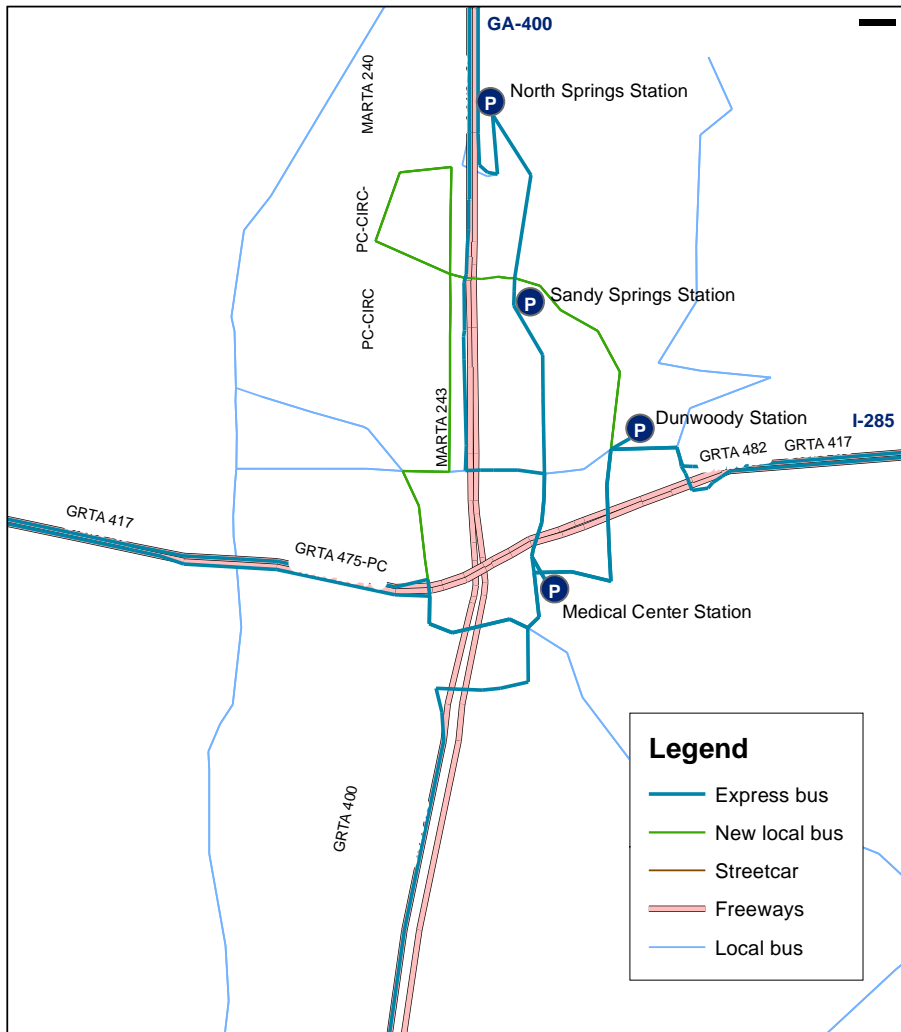 GA-400
MARTA 240
P
North Springs Station
PC-CIRC-
PC-CIRC
P
Sandy Springs Station
MARTA 243
P
Dunwoody Station
I-285
GRTA 482
GRTA 417
GRTA 417
GRTA 475-PC
P
Medical Center Station
GRTA 400
Legend
Express bus
New local bus
Streetcar
Freeways
Local bus